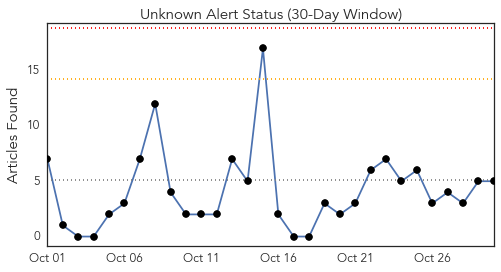 Unknown Alert Status (30-Day Window)
Articles Found
15
10
5
0
Oct 01 Oct 06 Oct 11 Oct 16 Oct 21 Oct 26